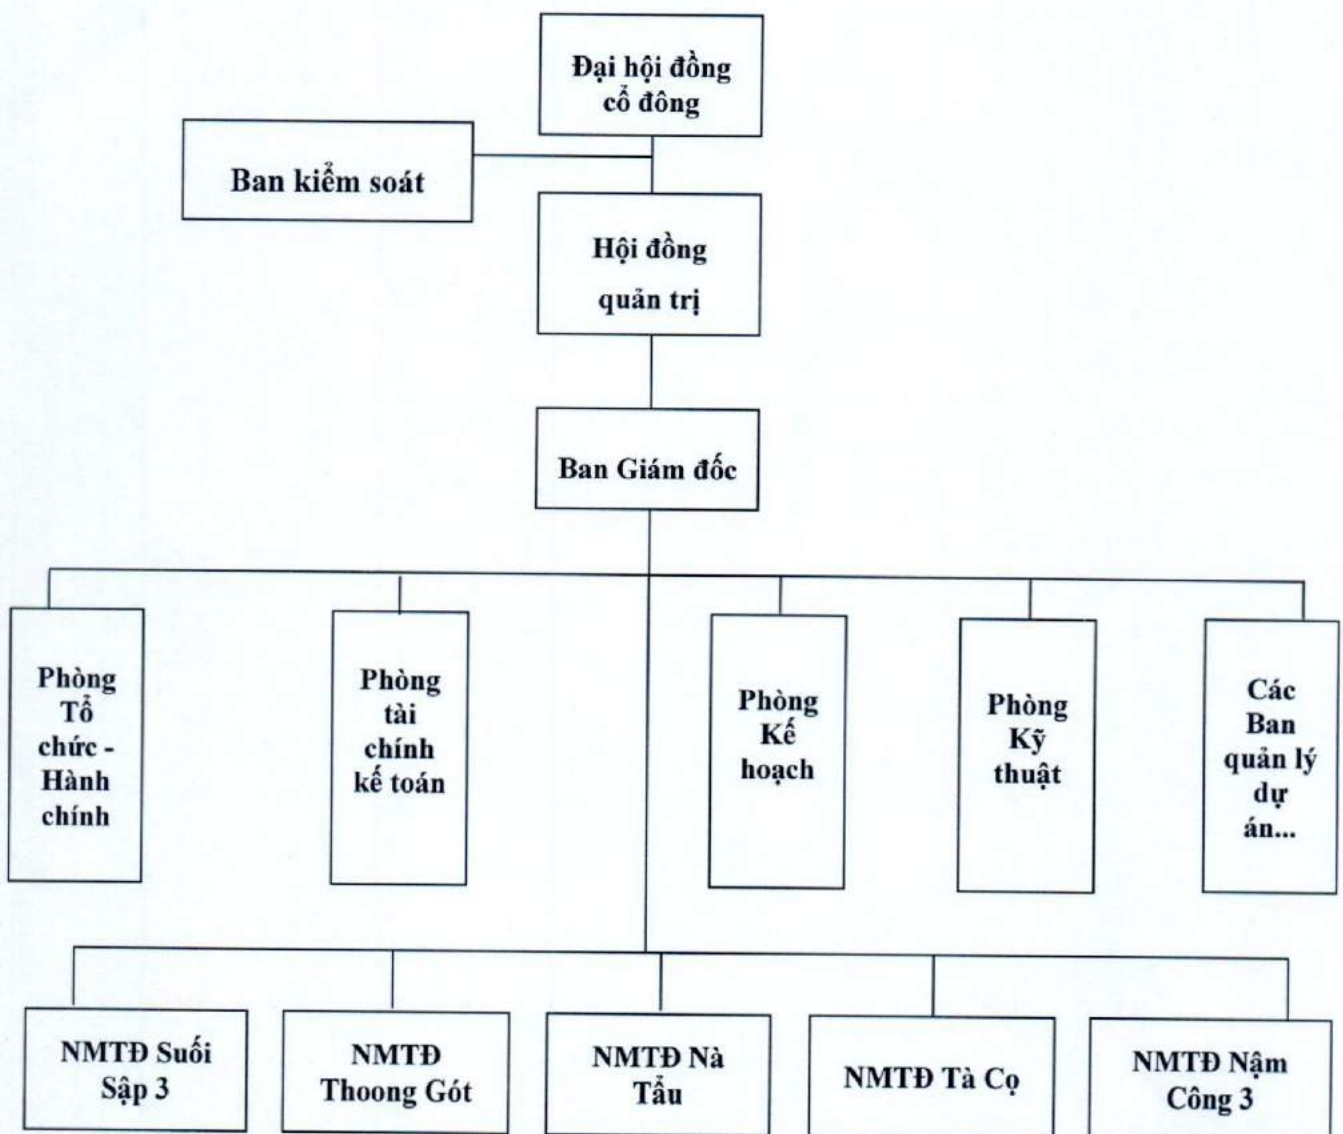 Đại hội đồng
cổ đông
Ban kiểm soát
Hội đồng
quản trị
Ban Giám đốc
Phòng
Tổ
chức -
Hành
chính
Phòng
tài
chính
kế toán
Phòng
Kế
hoạch
Phòng
Kỹ
thuật
Các
Ban
quản lý
dự
án...
NMTĐ Suối
Sập 3
NMTĐ
Thoong Gót
NMTĐ Nà
Tẩu
NMTĐ Tà Cọ
NMTĐ Nậm
Công 3